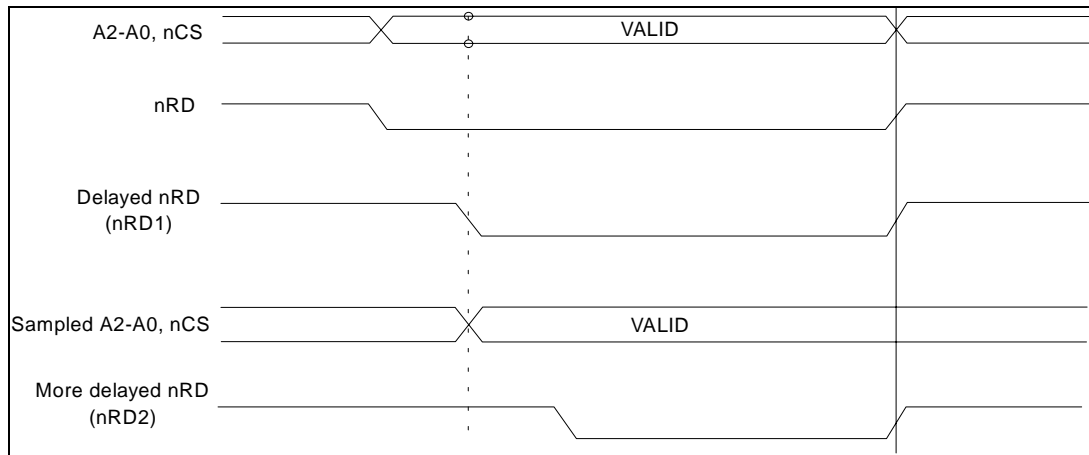 A2-A0, nCS
VALID
nRD
Delayed nRD
(nRD1)
Sampled A2-A0, nCS
VALID
More delayed nRD
(nRD2)